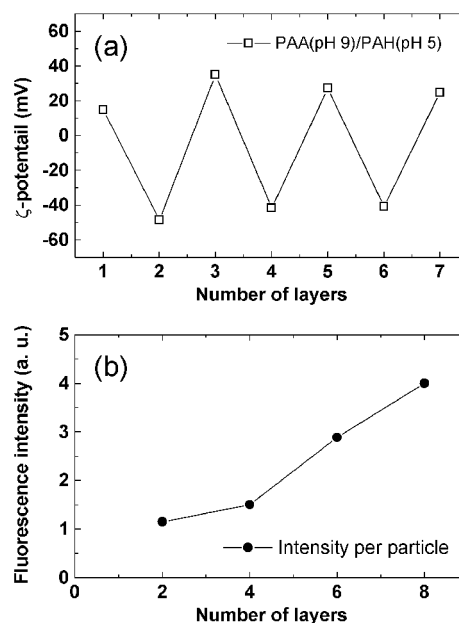 (a)
PAA(pH 9)/PAH(pH 5)
ζ-potentail (mV)
60
40
20
0
-20
-40
-60
1 2 3 4 5 6 7
Number of layers
(b)
Intensity per particle
Fluorescence intensity (a. u.)
5
4
3
2
1
0
0 2 4 6 8
Number of layers